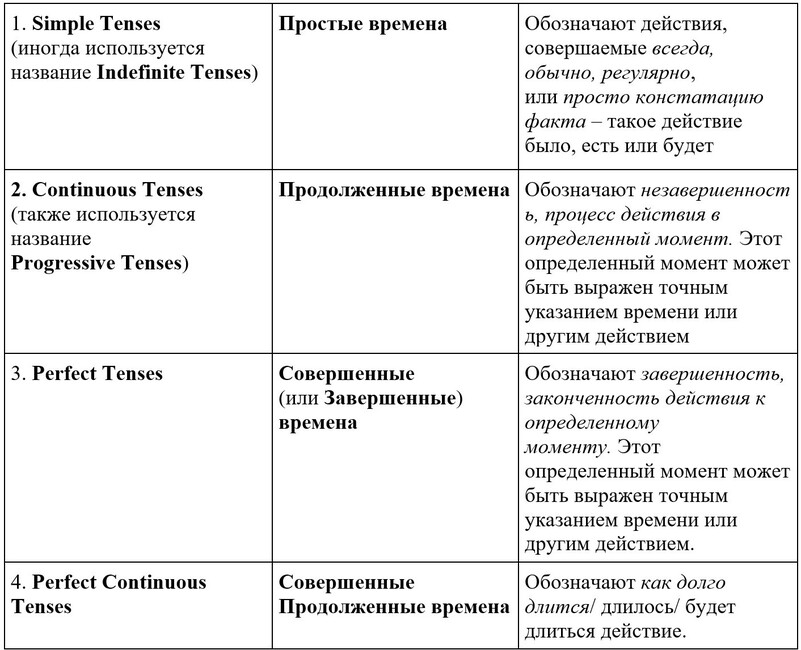 1. Simple Tenses
(иногда используется
название Indefinite Tenses)
Простые времена
Обозначают действия,
совершаемые всегда,
обычно, регулярно,
или просто констатацию
факта – такое действие
было, есть или будет
2. Continuous Tenses
(также используется
название
Progressive Tenses)
Продолженные времена
Обозначают незавершенност
ь, процесс действия в
определенный момент. Этот
определенный момент может
быть выражен точным
указанием времени или
другим действием
3. Perfect Tenses
Совершенные
(или Завершенные)
времена
Обозначают завершенность,
законченность действия к
определенному
моменту. Этот
определенный момент может
быть выражен точным
указанием времени или
другим действием.
4. Perfect Continuous
Tenses
Совершенные
Продолженные времена
Обозначают как долго
длится/ длилось/ будет
длиться действие.